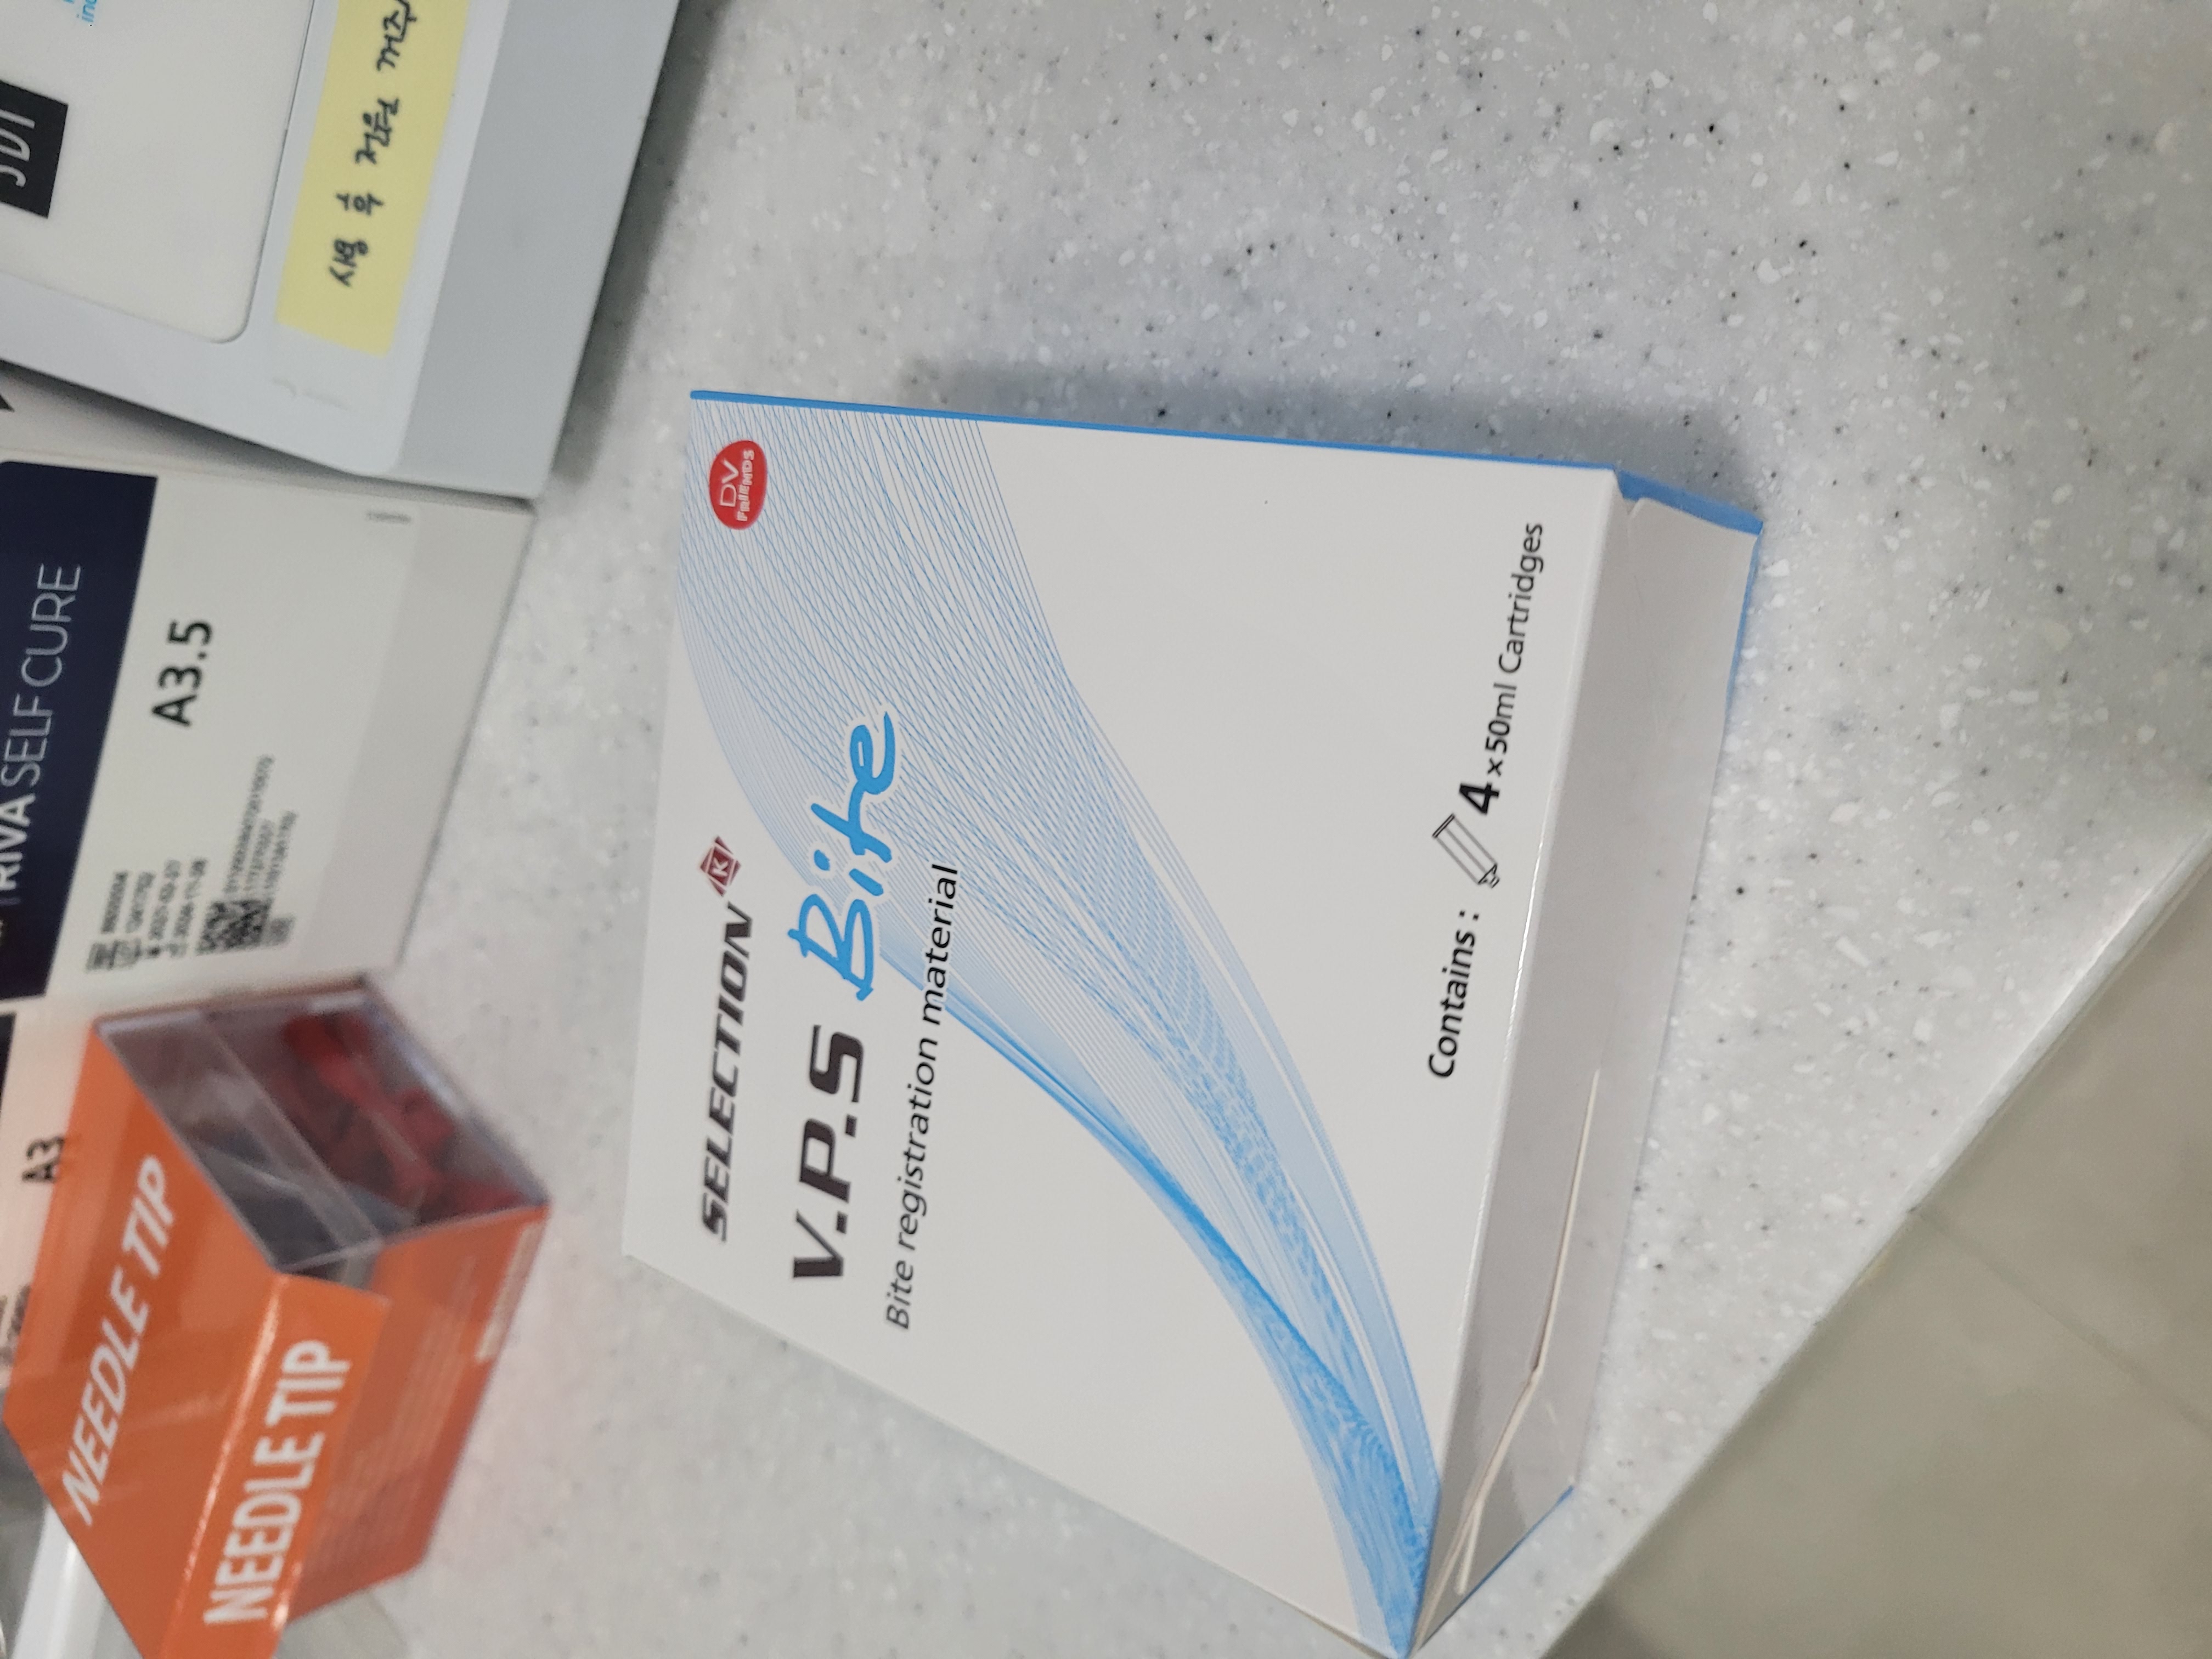 A3
RIVA SELF CURE
A3.5
SDI
NEEDLE TIP
NEEDLE TIP
사용 후 전원 꺼주
SELECTION K
DV
FRIENDS
V.P.S Bite
Bite registration material
Contains : 4 x 50ml Cartridges